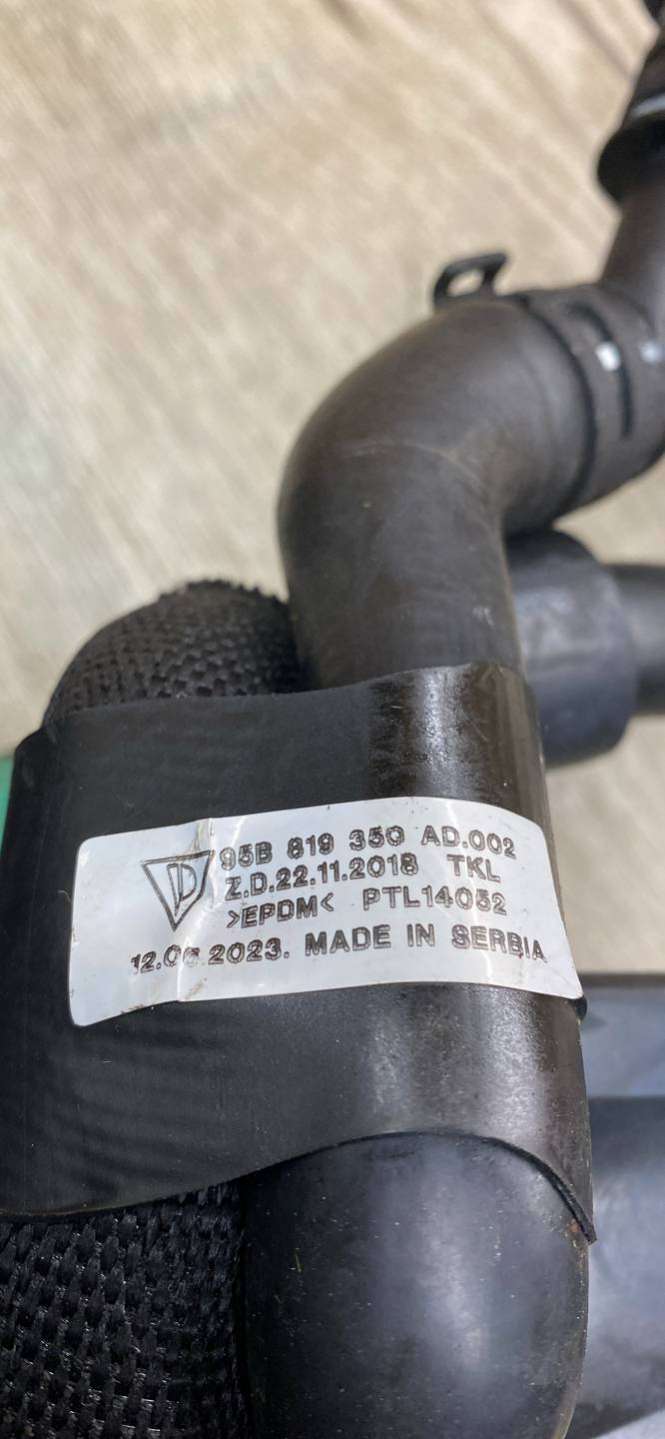 95B 819 350 AD.002
Z.D.22.11.2018 TKL
>EPDM< PTL14052
2023. MADE IN SERBIA